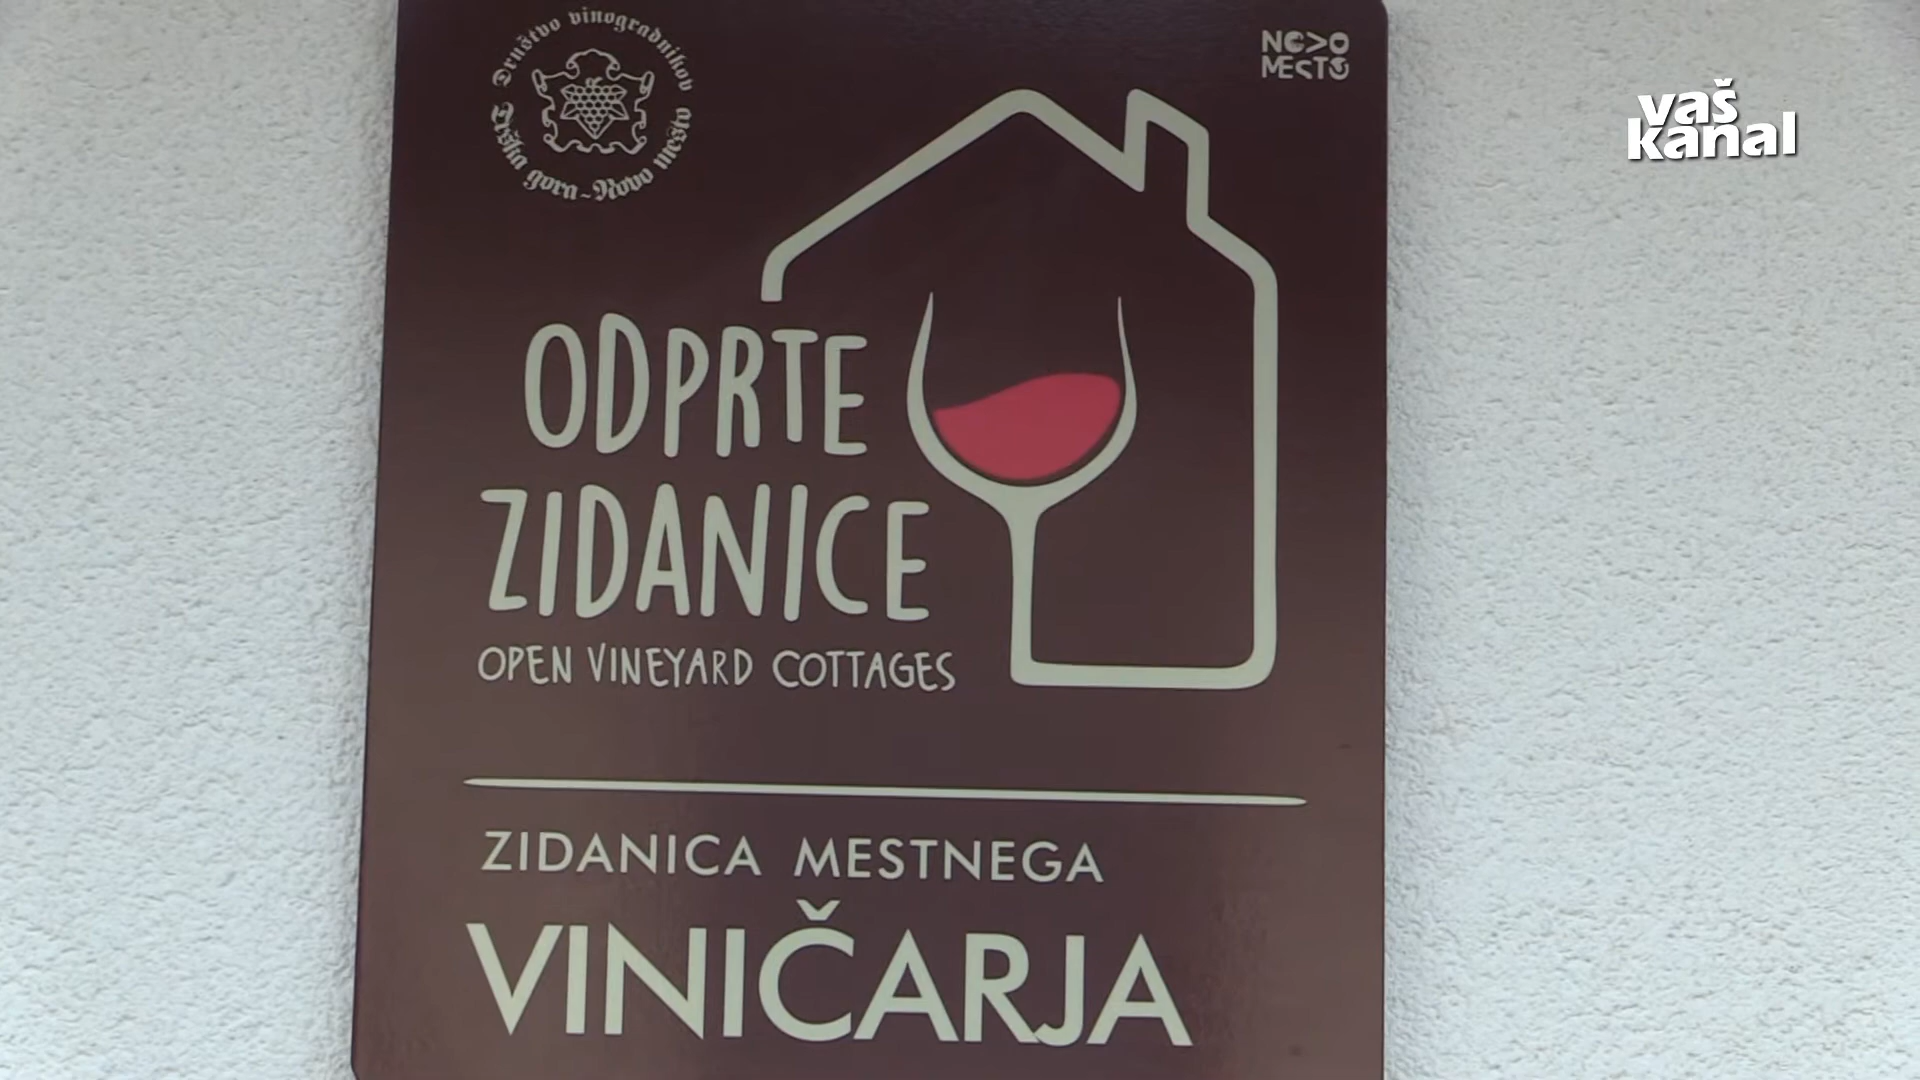 Društvo vinogradnikov
Trška gora - Novo mesto
NOVO
MESTO
vaš
kanal
ODPRTE
ZIDANICE
OPEN VINEYARD COTTAGES
ZIDANICA MESTNEGA
VINIČARJA